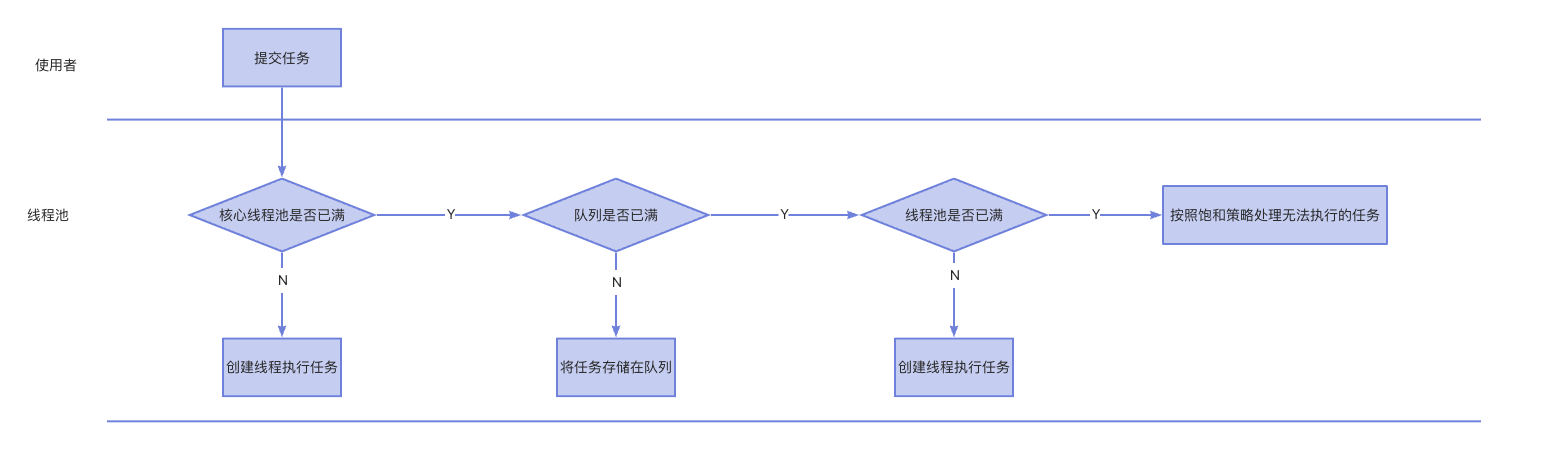 使用者
提交任务
线程池
核心线程池是否已满
Y
队列是否已满
Y
线程池是否已满
Y
按照饱和策略处理无法执行的任务
N
N
N
创建线程执行任务
将任务存储在队列
创建线程执行任务